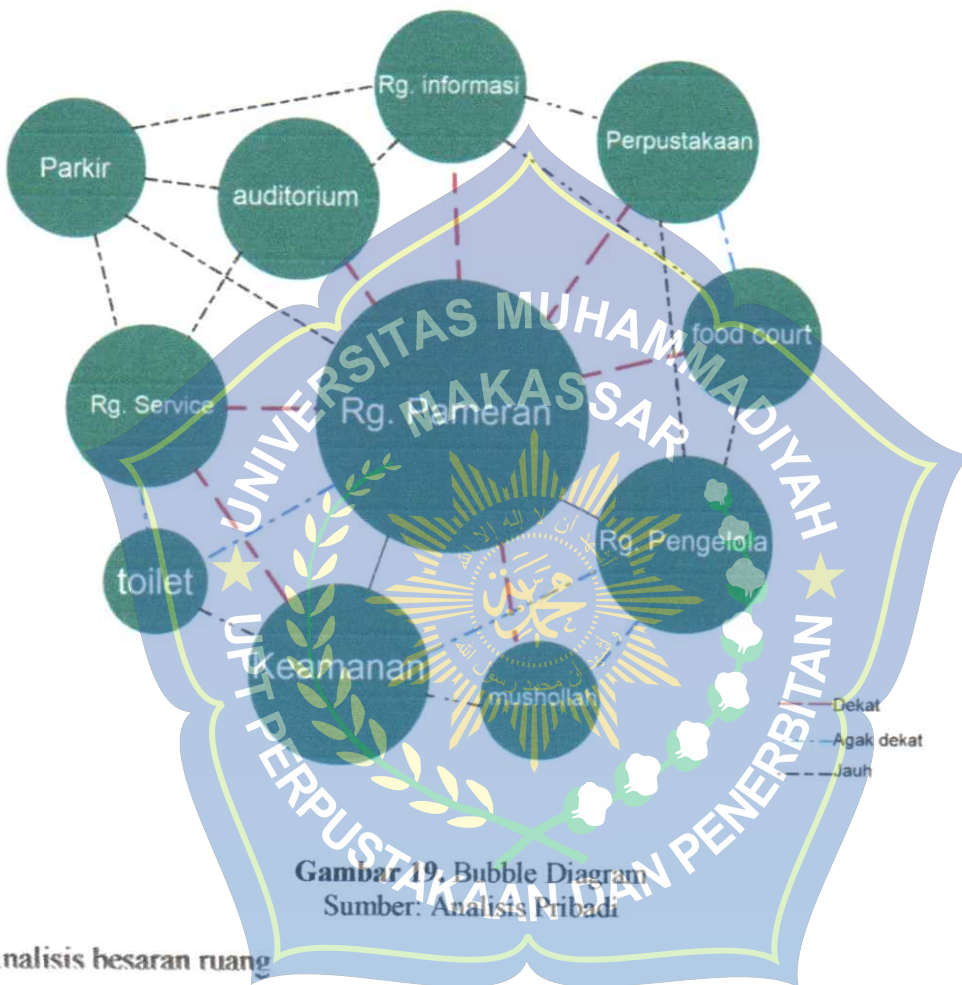 Rg. informasi
Perpustakaan
Parkir
auditorium
food court
Rg. Service
Rg. Pameran
Rg. Pengelola
toilet
Keamanan
mushollah
Dekat
Agak dekat
Jauh
UNIVERSITAS MUHAMMADIYAH
MAKASSAR
UPT PERPUSTAKAAN DAN PENERBITAN
Gambar 19. Bubble Diagram
Sumber: Analisis Pribadi
nalisis besaran ruang